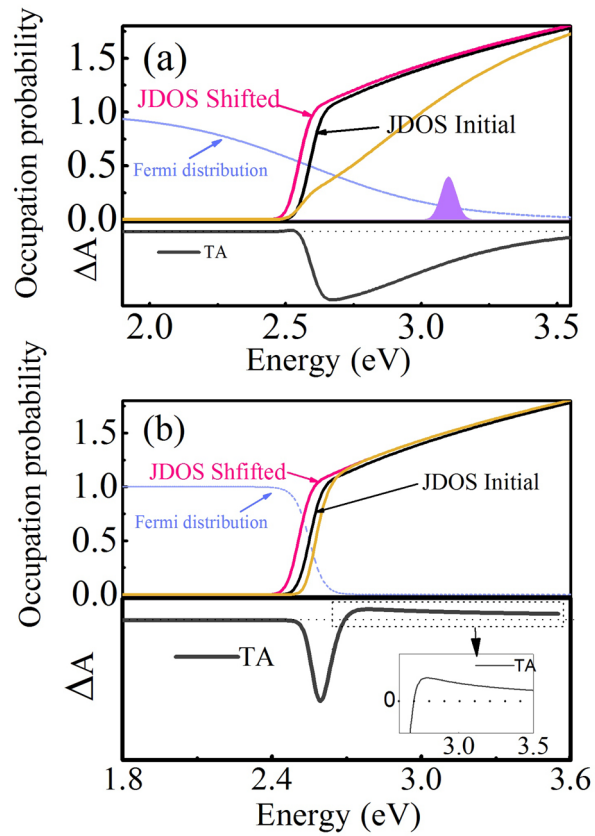 Occupation probability
1.5
1.0
0.5
0.0
(a)
JDOS Shifted
JDOS Initial
Fermi distribution
ΔA
TA
2.0 2.5 3.0 3.5
Energy (eV)
Occupation probability
1.5
1.0
0.5
0.0
(b)
JDOS Shfifted
JDOS Initial
Fermi distribution
ΔA
TA
TA
0
3.0 3.5
1.8 2.4 3.0 3.6
Energy (eV)